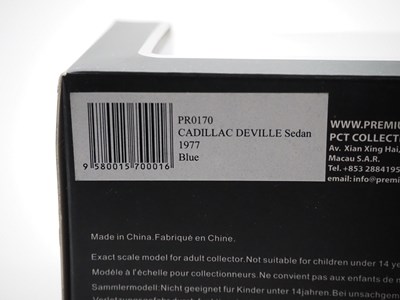 PR0170
CADILLAC DEVILLE Sedan
1977
Blue
9 580015 700016
WWW.PREMIU
PCT COLLECT
Av. Xian Xing Hai,
Macau S.A.R.
Tel.+853 2884195
email: info@premi
Made in China.Fabriqué en Chine.
Exact scale model for adult collector.Not suitable for children under 14 ye
Modèle à l'échelle pour collectionneurs.Ne convient pas aux enfants de m
Sammlermodell:Nicht geeignet für Kinder unter 14jahren.Bei unsachgem